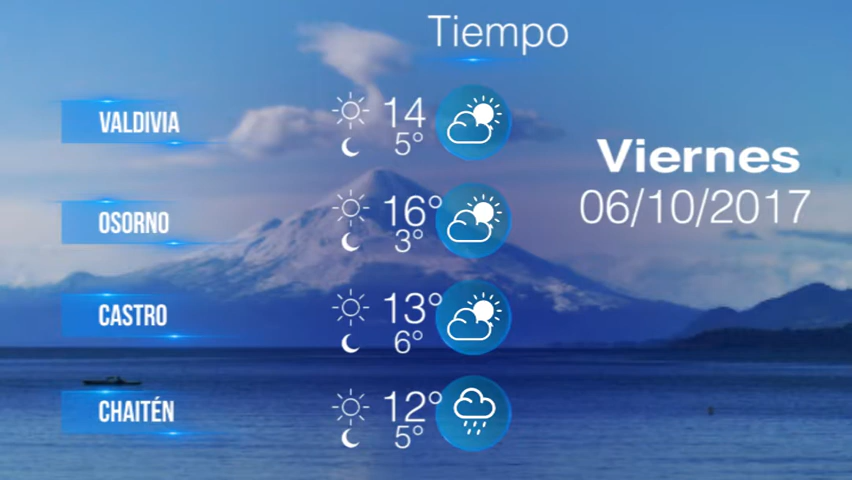 Tiempo
VALDIVIA 14
5°
OSORNO 16°
3°
CASTRO 13°
6°
CHAITÉN 12°
5°
Viernes
06/10/2017